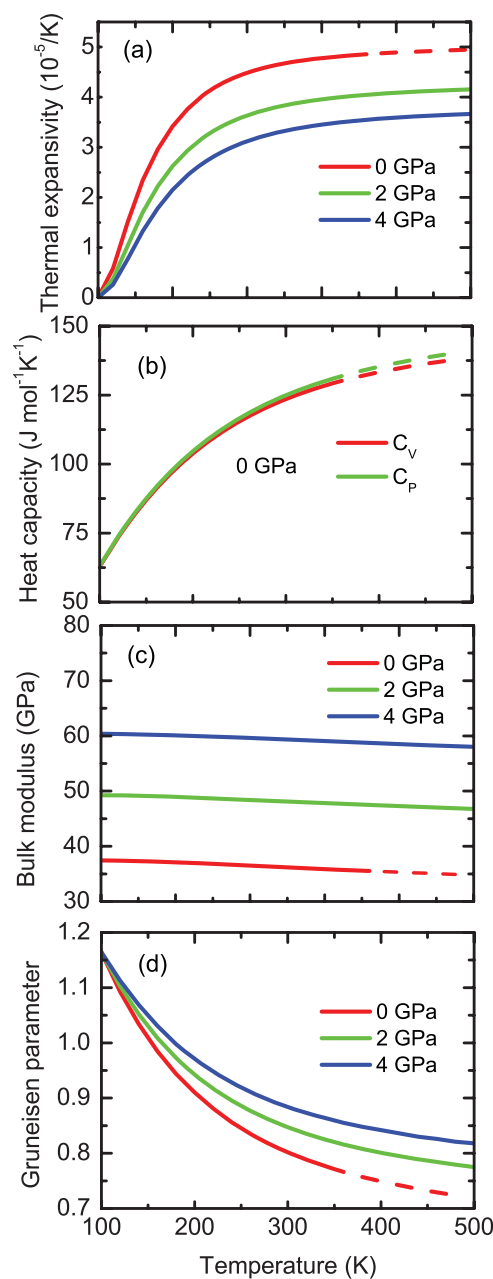 (a)
Thermal expansivity (10⁻⁵/K)
5
4
3
2
1
0
0 GPa
2 GPa
4 GPa
(b)
Heat capacity (J mol⁻¹K⁻¹)
150
125
100
75
50
0 GPa
C_V
C_P
(c)
Bulk modulus (GPa)
80
70
60
50
40
30
0 GPa
2 GPa
4 GPa
(d)
Gruneisen parameter
1.2
1.1
1.0
0.9
0.8
0.7
0 GPa
2 GPa
4 GPa
100 200 300 400 500
Temperature (K)